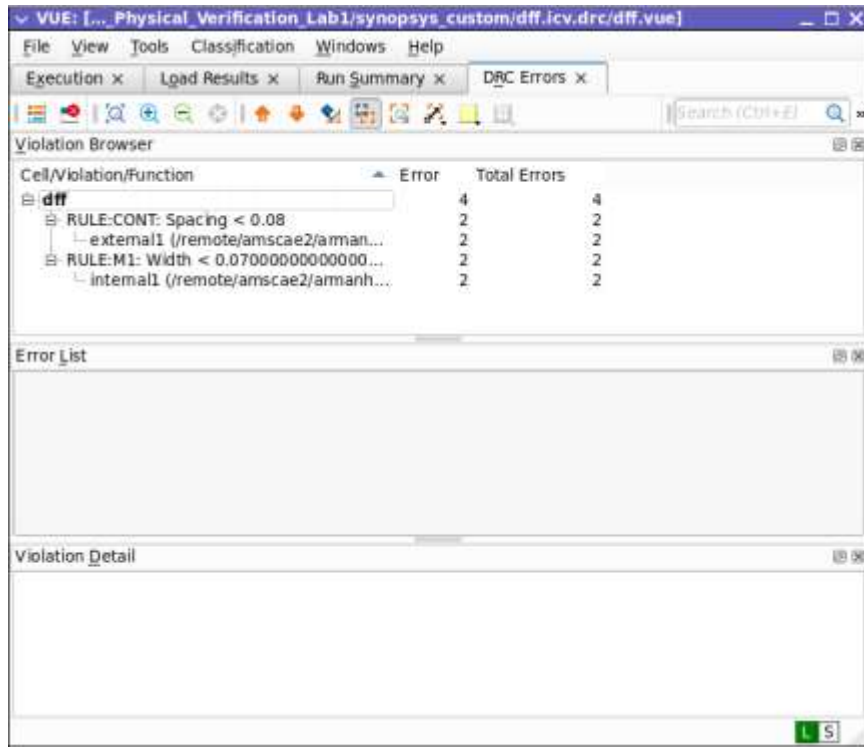 VUE: [..._Physical_Verification_Lab1/synopsys_custom/dff.icv.drc/dff.vue]
File View Tools Classification Windows Help
Execution × Load Results × Run Summary × DRC Errors ×
Search (Ctrl+E) »
Violation Browser
Cell/Violation/Function Error Total Errors
dff 4 4
RULE:CONT: Spacing < 0.08 2 2
external1 (/remote/amscae2/arman... 2 2
RULE:M1: Width < 0.07000000000000... 2 2
internal1 (/remote/amscae2/armanh... 2 2
Error List
Violation Detail
L S